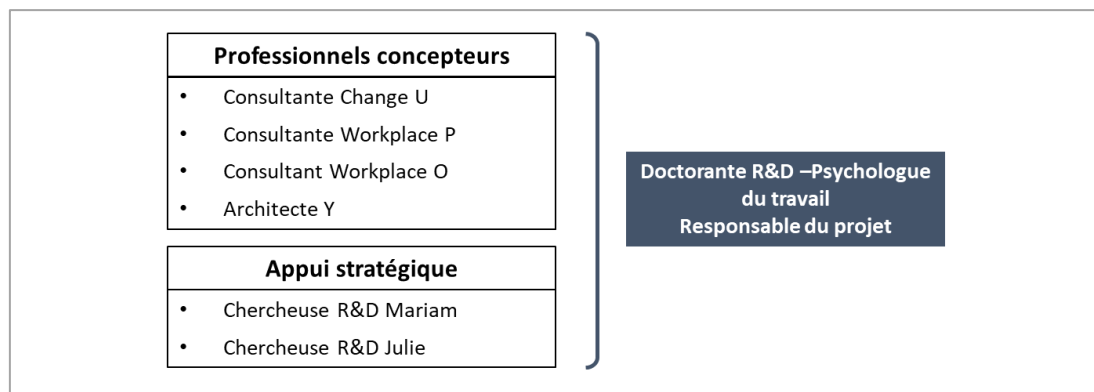 Professionnels concepteurs
• Consultante Change U
• Consultante Workplace P
• Consultant Workplace O
• Architecte Y
Appui stratégique
• Chercheuse R&D Mariam
• Chercheuse R&D Julie
Doctorante R&D –Psychologue
du travail
Responsable du projet